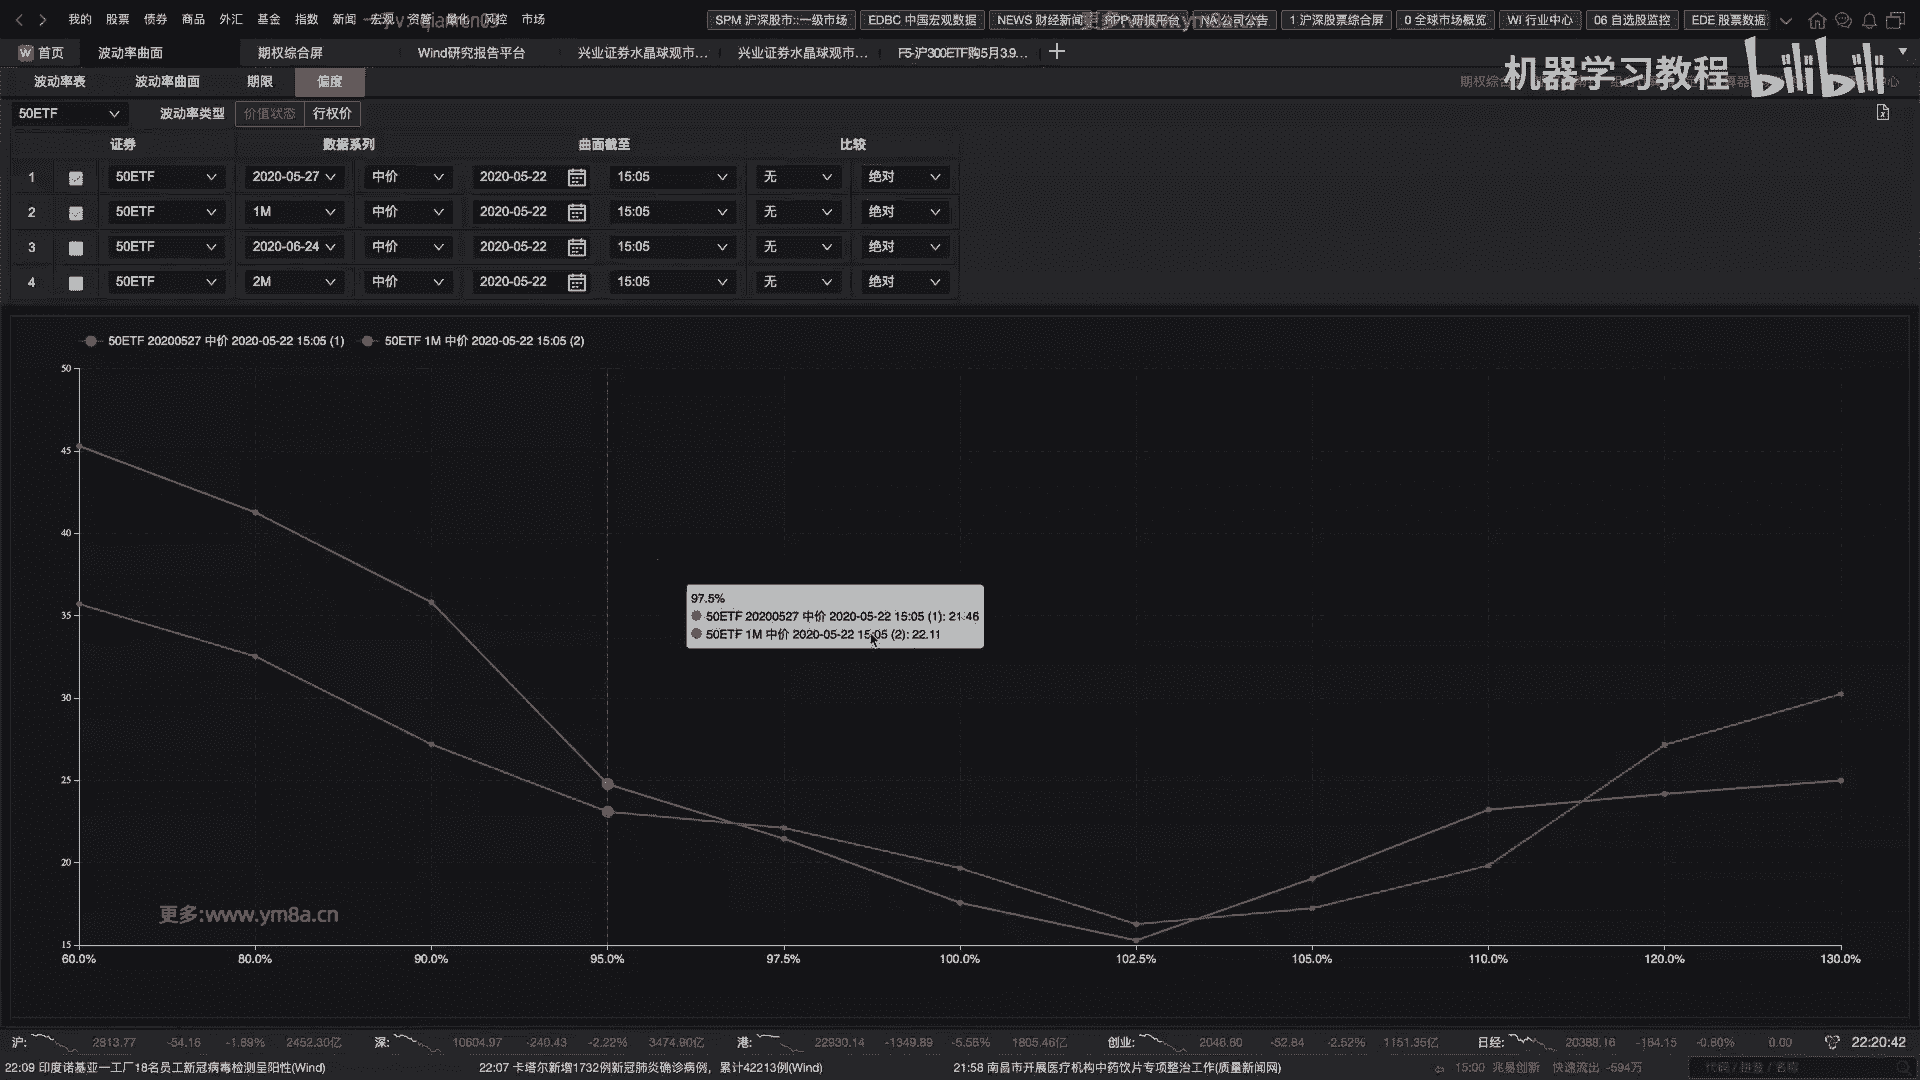 我的 股票 债券 商品 外汇 基金 指数 新闻 宏观 资管 量化 风控 市场 SPM 沪深股市::一级市场 EDBC 中国宏观数据 NEWS 财经新闻 RPP 研报平台 NA 公司公告 1 沪深股票综合屏 0 全球市场概览 WI 行业中心 06 自选股监控 EDE 股票数据
W 首页 波动率曲面 期权综合屏 Wind研究报告平台 兴业证券水晶球观市... 兴业证券水晶球观市... F5-沪300ETF购5月3.9...
机器学习教程 bilibili
波动率表 波动率曲面 期限 偏度
50ETF 波动率类型 价值状态 行权价
证券 数据系列 曲面截至 比较
1 50ETF 2020-05-27 中价 2020-05-22 15:05 无 绝对
2 50ETF 1M 中价 2020-05-22 15:05 无 绝对
3 50ETF 2020-06-24 中价 2020-05-22 15:05 无 绝对
4 50ETF 2M 中价 2020-05-22 15:05 无 绝对
50ETF 20200527 中价 2020-05-22 15:05 (1) 50ETF 1M 中价 2020-05-22 15:05 (2)
50
45
40
97.5%
50ETF 20200527 中价 2020-05-22 15:05 (1): 21.46
50ETF 1M 中价 2020-05-22 15:05 (2): 22.11
35
30
25
20
更多:www.ym8a.cn
15
60.0% 80.0% 90.0% 95.0% 97.5% 100.0% 102.5% 105.0% 110.0% 120.0% 130.0%
沪: 2813.77 -54.16 -1.89% 2452.30亿 深: 10604.97 -240.43 -2.22% 3474.90亿 港: 22930.14 -1349.89 -5.56% 1805.46亿 创业: 2046.60 -52.84 -2.52% 1151.35亿 日经: 20388.16 -164.15 -0.80% 0.00 22:20:42
22:09 印度诺基亚一工厂18名员工新冠病毒检测呈阳性(Wind) 22:07 卡塔尔新增1732例新冠肺炎确诊病例，累计42213例(Wind) 21:58 南昌市开展医疗机构中药饮片专项整治工作(质量新闻网) 15:00 兆易创新 快速流出 -594万 代码 / 拼音 / 名称